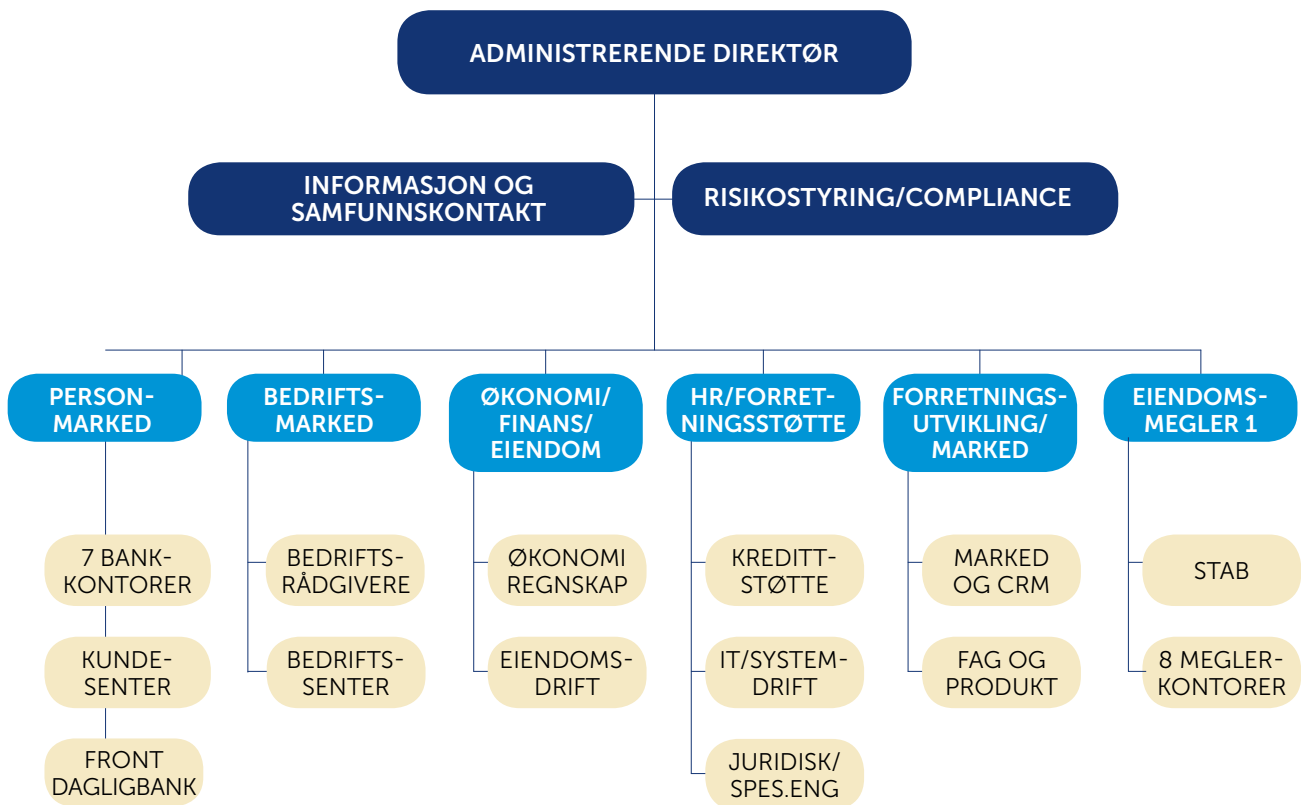 ADMINISTRERENDE DIREKTØR
INFORMASJON OG
SAMFUNNSKONTAKT
RISIKOSTYRING/COMPLIANCE
PERSON-
MARKED
BEDRIFTS-
MARKED
ØKONOMI/
FINANS/
EIENDOM
HR/FORRET-
NINGSSTØTTE
FORRETNINGS-
UTVIKLING/
MARKED
EIENDOMS-
MEGLER 1
7 BANK-
KONTORER
BEDRIFTS-
RÅDGIVERE
ØKONOMI
REGNSKAP
KREDITT-
STØTTE
MARKED
OG CRM
STAB
KUNDE-
SENTER
BEDRIFTS-
SENTER
EIENDOMS-
DRIFT
IT/SYSTEM-
DRIFT
FAG OG
PRODUKT
8 MEGLER-
KONTORER
FRONT
DAGLIGBANK
JURIDISK/
SPES.ENG